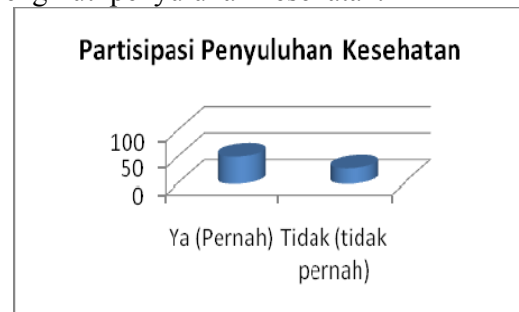 Partisipasi Penyuluhan Kesehatan
100
50
0
Ya (Pernah) Tidak (tidak
pernah)